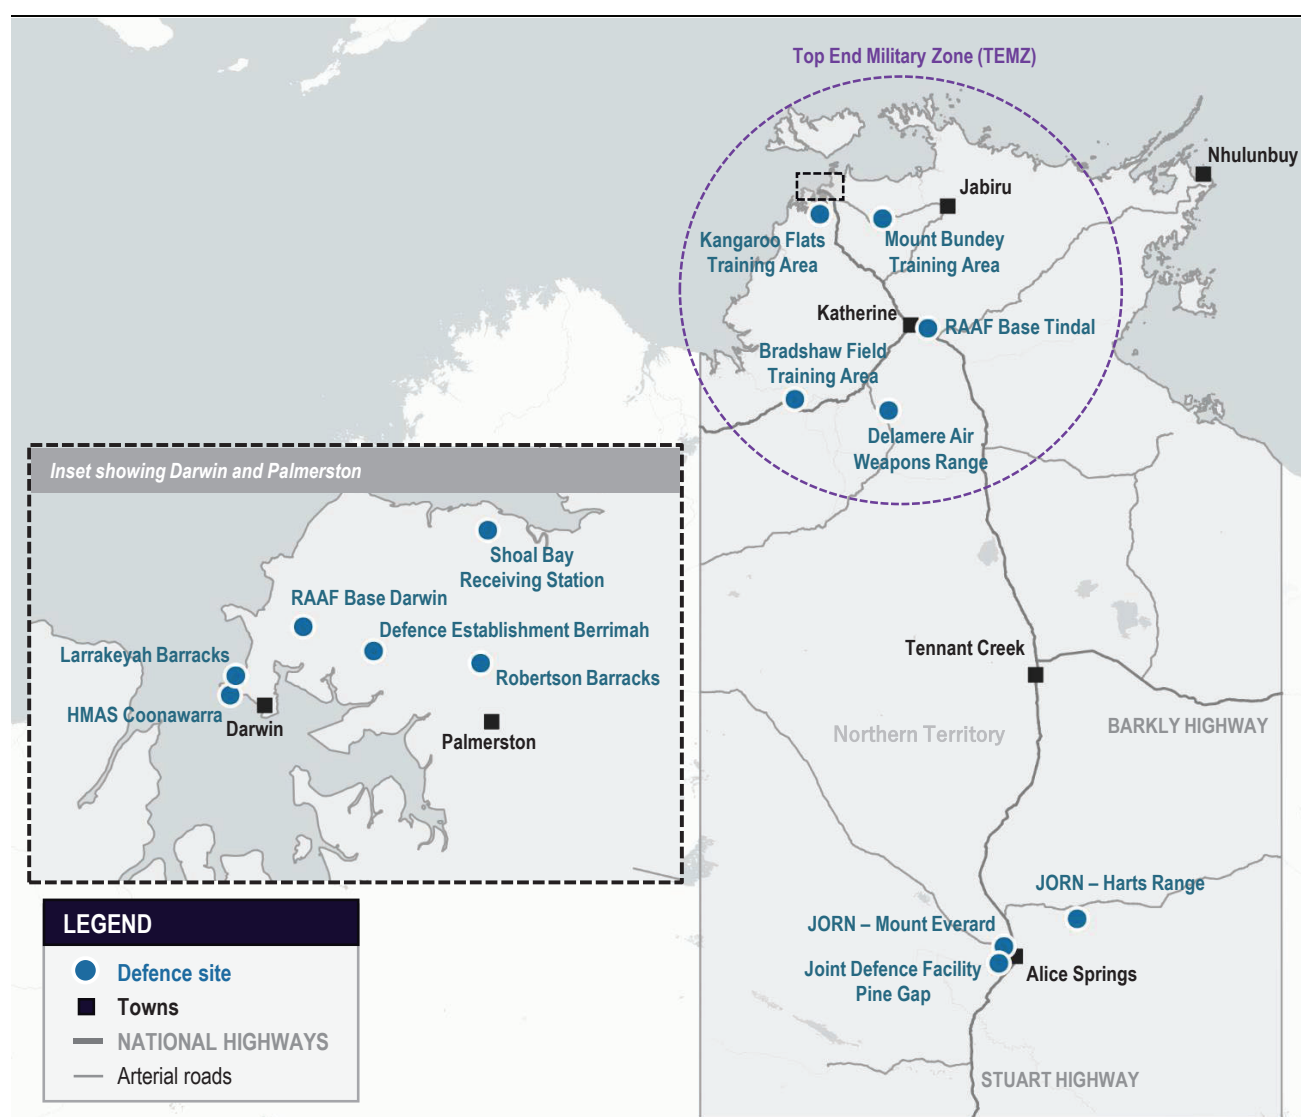 Top End Military Zone (TEMZ)
Nhulunbuy
Jabiru
Kangaroo Flats
Training Area
Mount Bundey
Training Area
Katherine
RAAF Base Tindal
Bradshaw Field
Training Area
Delamere Air
Weapons Range
Inset showing Darwin and Palmerston
Shoal Bay
Receiving Station
RAAF Base Darwin
Defence Establishment Berrimah
Larrakeyah Barracks
Robertson Barracks
HMAS Coonawarra
Darwin
Palmerston
Tennant Creek
Northern Territory
BARKLY HIGHWAY
JORN – Harts Range
JORN – Mount Everard
Joint Defence Facility
Pine Gap
Alice Springs
STUART HIGHWAY
LEGEND
Defence site
Towns
NATIONAL HIGHWAYS
Arterial roads